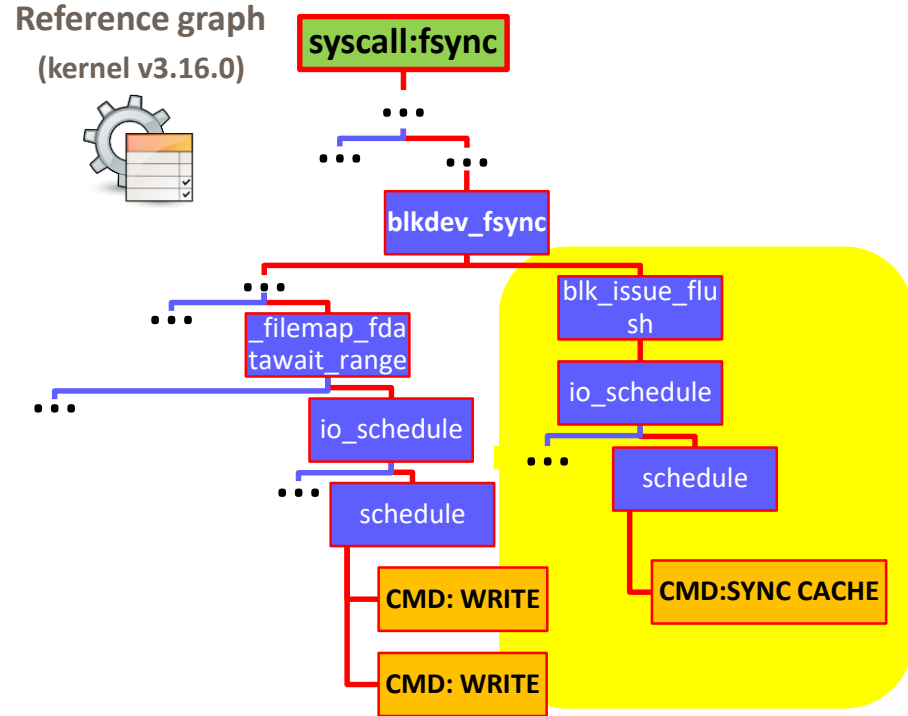 Reference graph
(kernel v3.16.0)
syscall:fsync
...
...
...
blkdev_fsync
...
...
_filemap_fda
tawait_range
blk_issue_flu
sh
...
io_schedule
io_schedule
...
...
schedule
schedule
CMD: WRITE
CMD:SYNC CACHE
CMD: WRITE